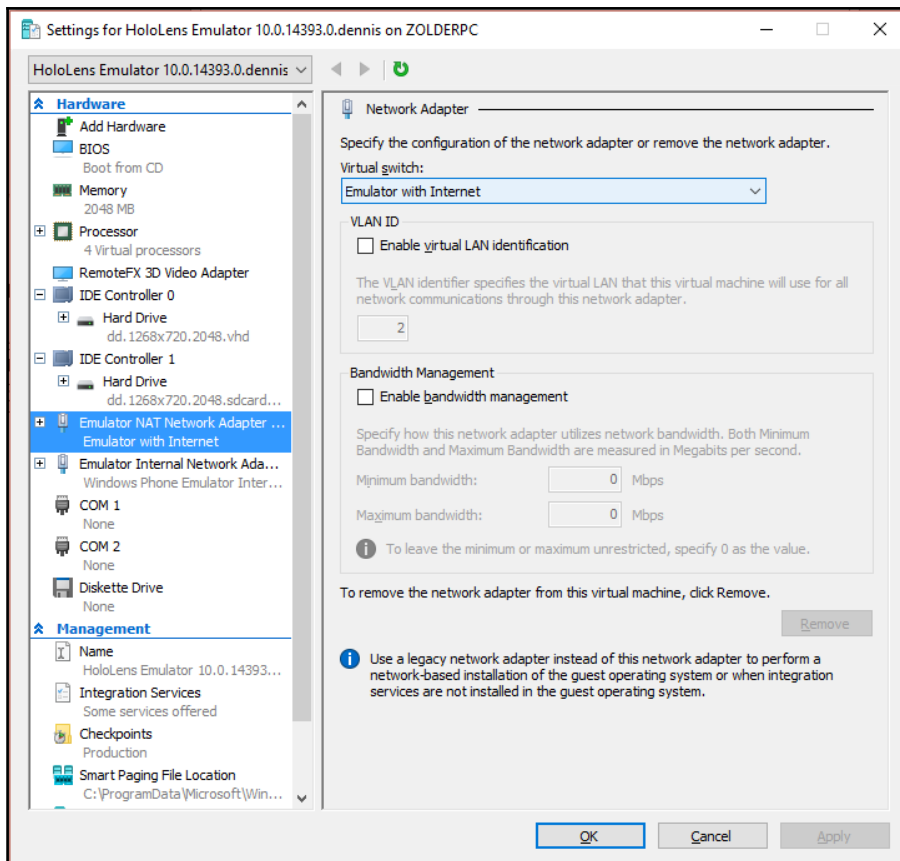 Settings for HoloLens Emulator 10.0.14393.0.dennis on ZOLDERPC
HoloLens Emulator 10.0.14393.0.dennis
Hardware
Add Hardware
BIOS
Boot from CD
Memory
2048 MB
Processor
4 Virtual processors
RemoteFX 3D Video Adapter
IDE Controller 0
Hard Drive
dd.1268x720.2048.vhd
IDE Controller 1
Hard Drive
dd.1268x720.2048.sdcard...
Emulator NAT Network Adapter ...
Emulator with Internet
Emulator Internal Network Ada...
Windows Phone Emulator Inter...
COM 1
None
COM 2
None
Diskette Drive
None
Management
Name
HoloLens Emulator 10.0.14393...
Integration Services
Some services offered
Checkpoints
Production
Smart Paging File Location
C:\ProgramData\Microsoft\Win...
Network Adapter
Specify the configuration of the network adapter or remove the network adapter.
Virtual switch:
Emulator with Internet
VLAN ID
Enable virtual LAN identification
The VLAN identifier specifies the virtual LAN that this virtual machine will use for all
network communications through this network adapter.
2
Bandwidth Management
Enable bandwidth management
Specify how this network adapter utilizes network bandwidth. Both Minimum
Bandwidth and Maximum Bandwidth are measured in Megabits per second.
Minimum bandwidth: 0 Mbps
Maximum bandwidth: 0 Mbps
To leave the minimum or maximum unrestricted, specify 0 as the value.
To remove the network adapter from this virtual machine, click Remove.
Remove
Use a legacy network adapter instead of this network adapter to perform a
network-based installation of the guest operating system or when integration
services are not installed in the guest operating system.
OK Cancel Apply